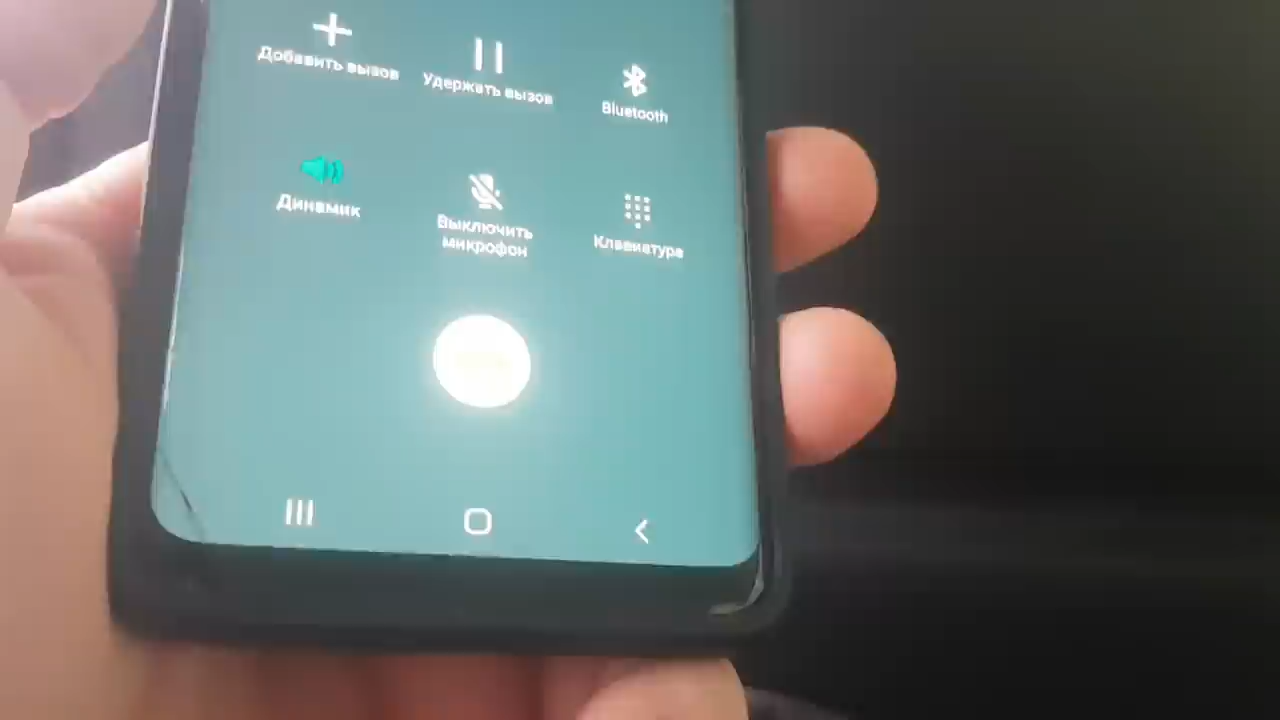 Добавить вызов
Удержать вызов
Bluetooth
Динамик
Выключить
микрофон
Клавиатура